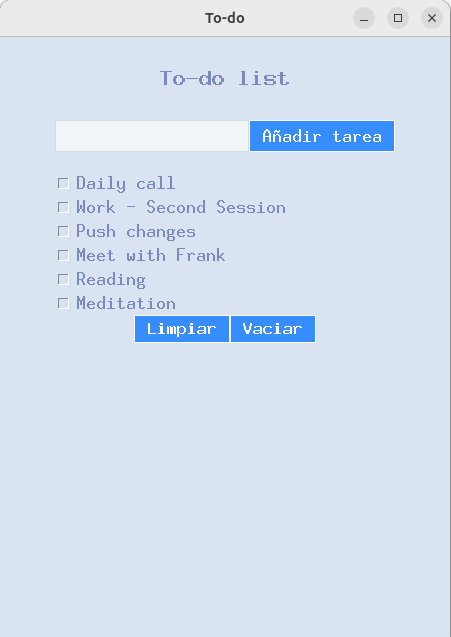 To-do
To-do list
Añadir tarea
Daily call
Work - Second Session
Push changes
Meet with Frank
Reading
Meditation
Limpiar Vaciar